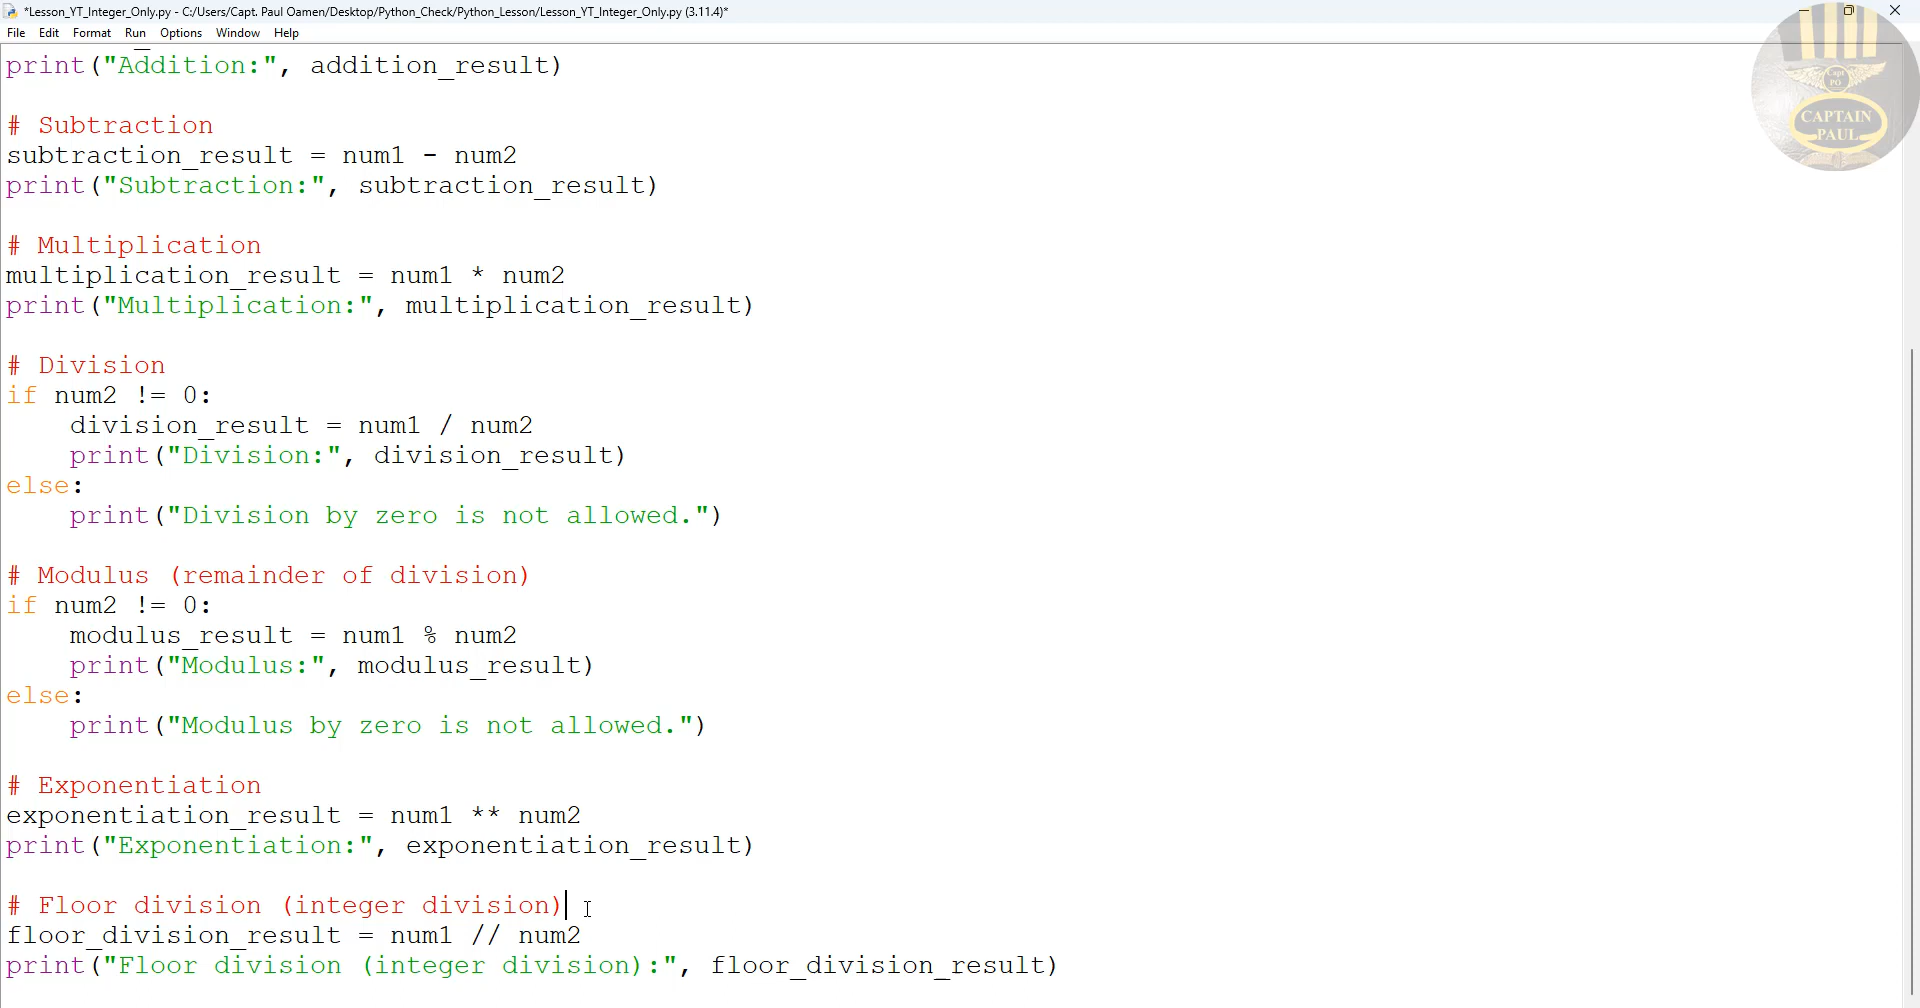 *Lesson_YT_Integer_Only.py - C:/Users/Capt. Paul Oamen/Desktop/Python_Check/Python_Lesson/Lesson_YT_Integer_Only.py (3.11.4)*
File Edit Format Run Options Window Help
print("Addition:", addition_result)
# Subtraction
subtraction_result = num1 - num2
print("Subtraction:", subtraction_result)
# Multiplication
multiplication_result = num1 * num2
print("Multiplication:", multiplication_result)
# Division
if num2 != 0:
    division_result = num1 / num2
    print("Division:", division_result)
else:
    print("Division by zero is not allowed.")
# Modulus (remainder of division)
if num2 != 0:
    modulus_result = num1 % num2
    print("Modulus:", modulus_result)
else:
    print("Modulus by zero is not allowed.")
# Exponentiation
exponentiation_result = num1 ** num2
print("Exponentiation:", exponentiation_result)
# Floor division (integer division)
floor_division_result = num1 // num2
print("Floor division (integer division):", floor_division_result)
Capt
PO
CAPTAIN
PAUL